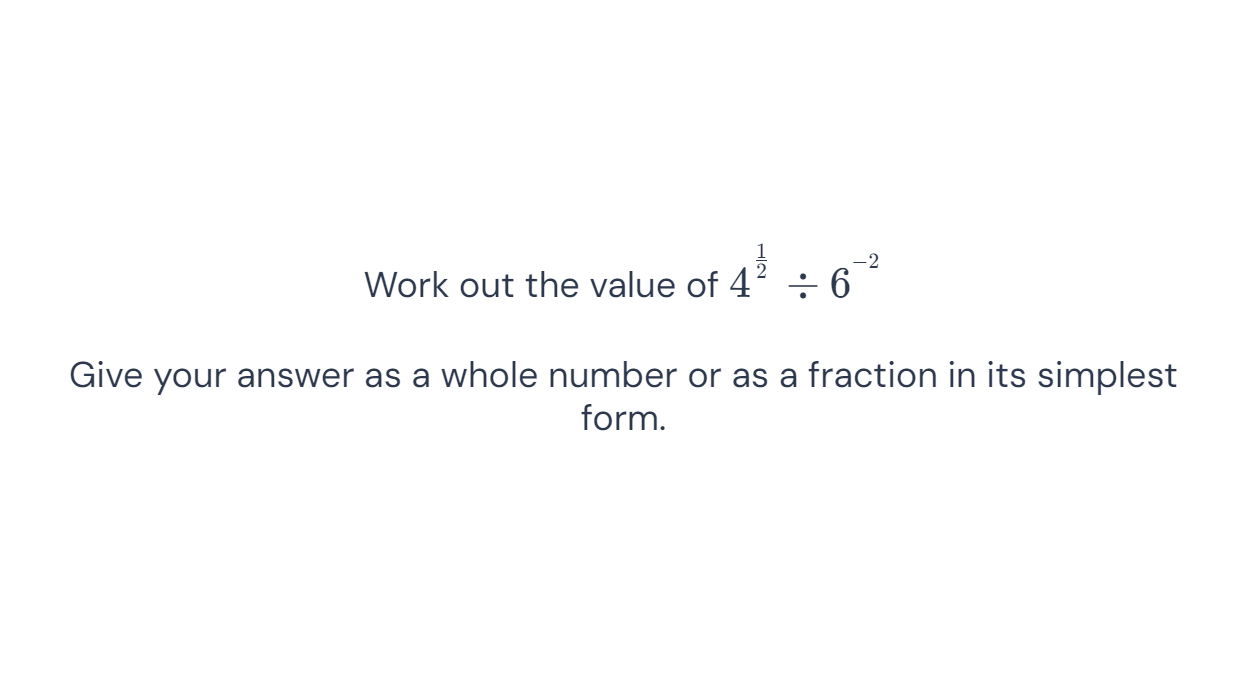 Work out the value of $4^{\frac{1}{2}} \div 6^{-2}$
Give your answer as a whole number or as a fraction in its simplest
form.